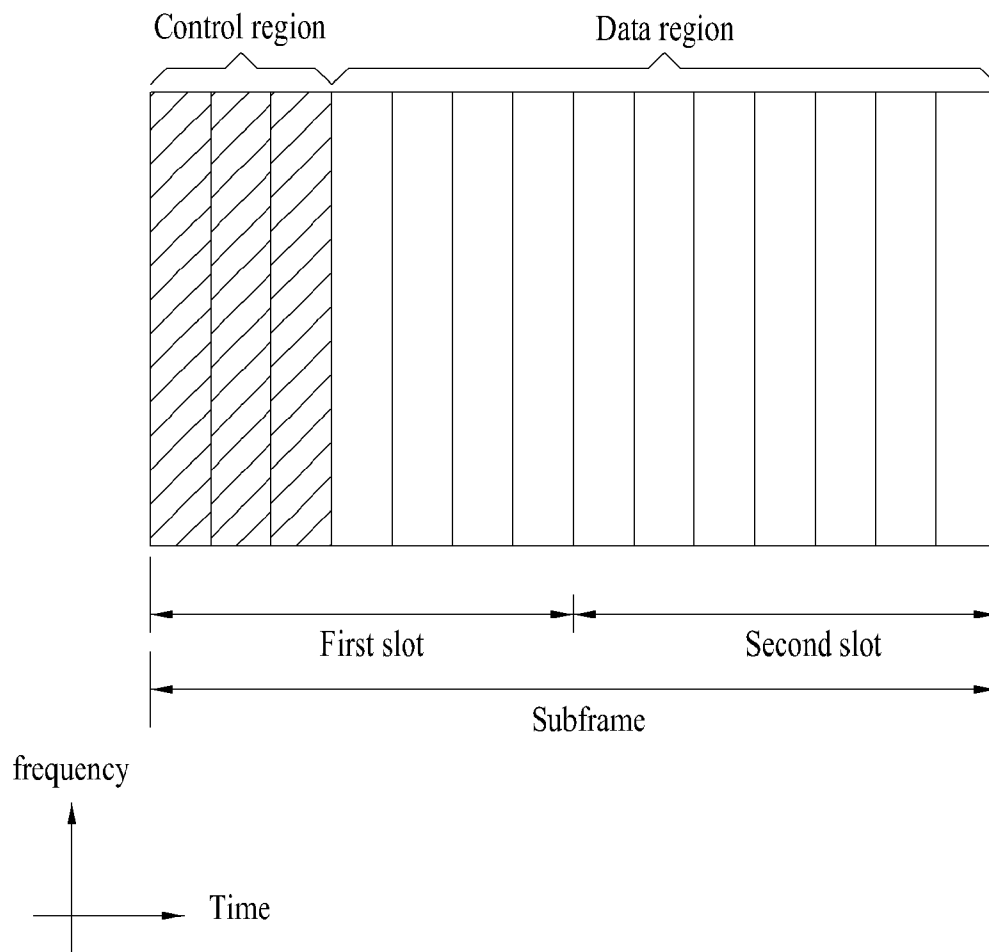 Control region
Data region
First slot
Second slot
Subframe
frequency
Time